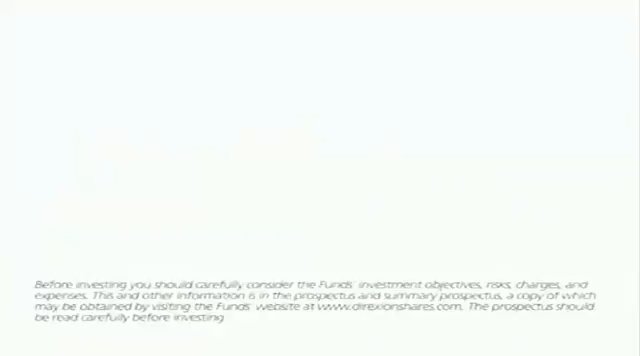 Before investing you should carefully consider the Funds' investment objectives, risks, charges, and
expenses. This and other information is in the prospectus and summary prospectus, a copy of which
may be obtained by visiting the Funds' website at www.direxionshares.com. The prospectus should
be read carefully before investing